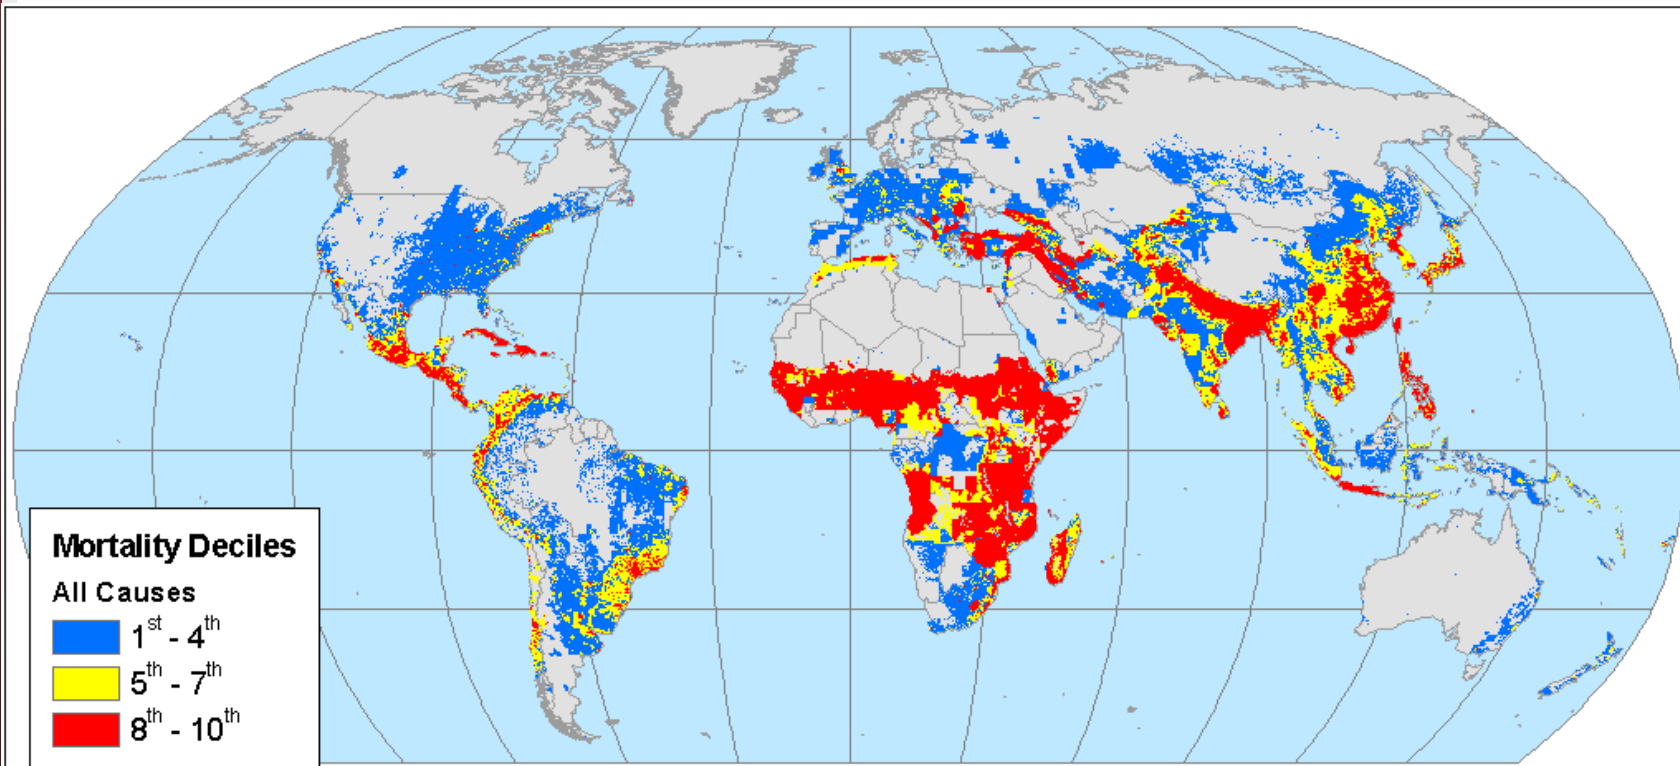 Mortality Deciles
All Causes
1st - 4th
5th - 7th
8th - 10th